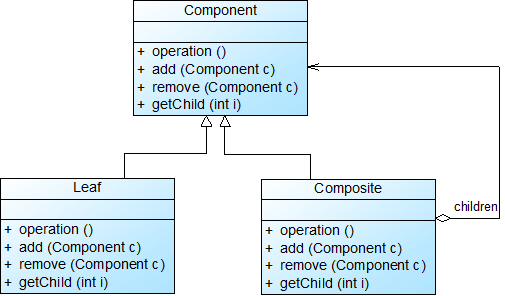 Component
+ operation ()
+ add (Component c)
+ remove (Component c)
+ getChild (int i)
Leaf
+ operation ()
+ add (Component c)
+ remove (Component c)
+ getChild (int i)
Composite
+ operation ()
+ add (Component c)
+ remove (Component c)
+ getChild (int i)
children